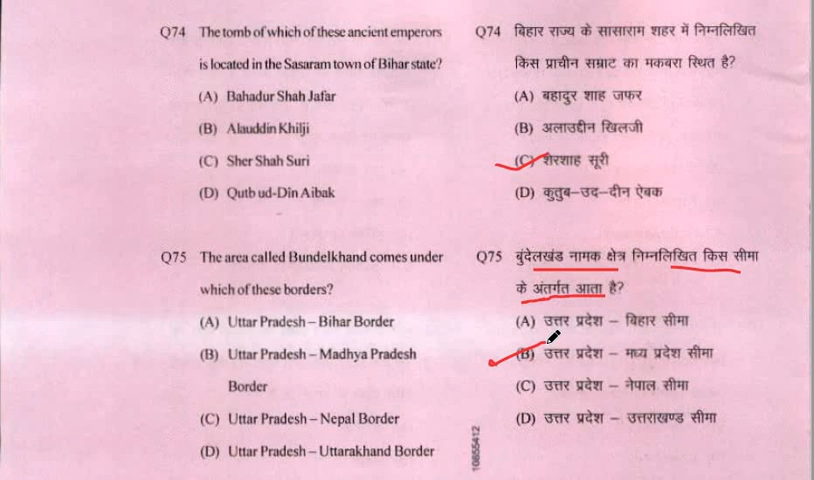 Q74 The tomb of which of these ancient emperors
is located in the Sasaram town of Bihar state?
(A) Bahadur Shah Jafar
(B) Alauddin Khilji
(C) Sher Shah Suri
(D) Qutb ud-Din Aibak
Q75 The area called Bundelkhand comes under
which of these borders?
(A) Uttar Pradesh – Bihar Border
(B) Uttar Pradesh – Madhya Pradesh
Border
(C) Uttar Pradesh – Nepal Border
(D) Uttar Pradesh – Uttarakhand Border
Q74 बिहार राज्य के सासाराम शहर में निम्नलिखित
किस प्राचीन सम्राट का मकबरा स्थित है?
(A) बहादुर शाह जफर
(B) अलाउद्दीन खिलजी
(C) शेरशाह सूरी
(D) कुतुब–उद–दीन ऐबक
Q75 बुंदेलखंड नामक क्षेत्र निम्नलिखित किस सीमा
के अंतर्गत आता है?
(A) उत्तर प्रदेश – बिहार सीमा
(B) उत्तर प्रदेश – मध्य प्रदेश सीमा
(C) उत्तर प्रदेश – नेपाल सीमा
(D) उत्तर प्रदेश – उत्तराखण्ड सीमा
10855412